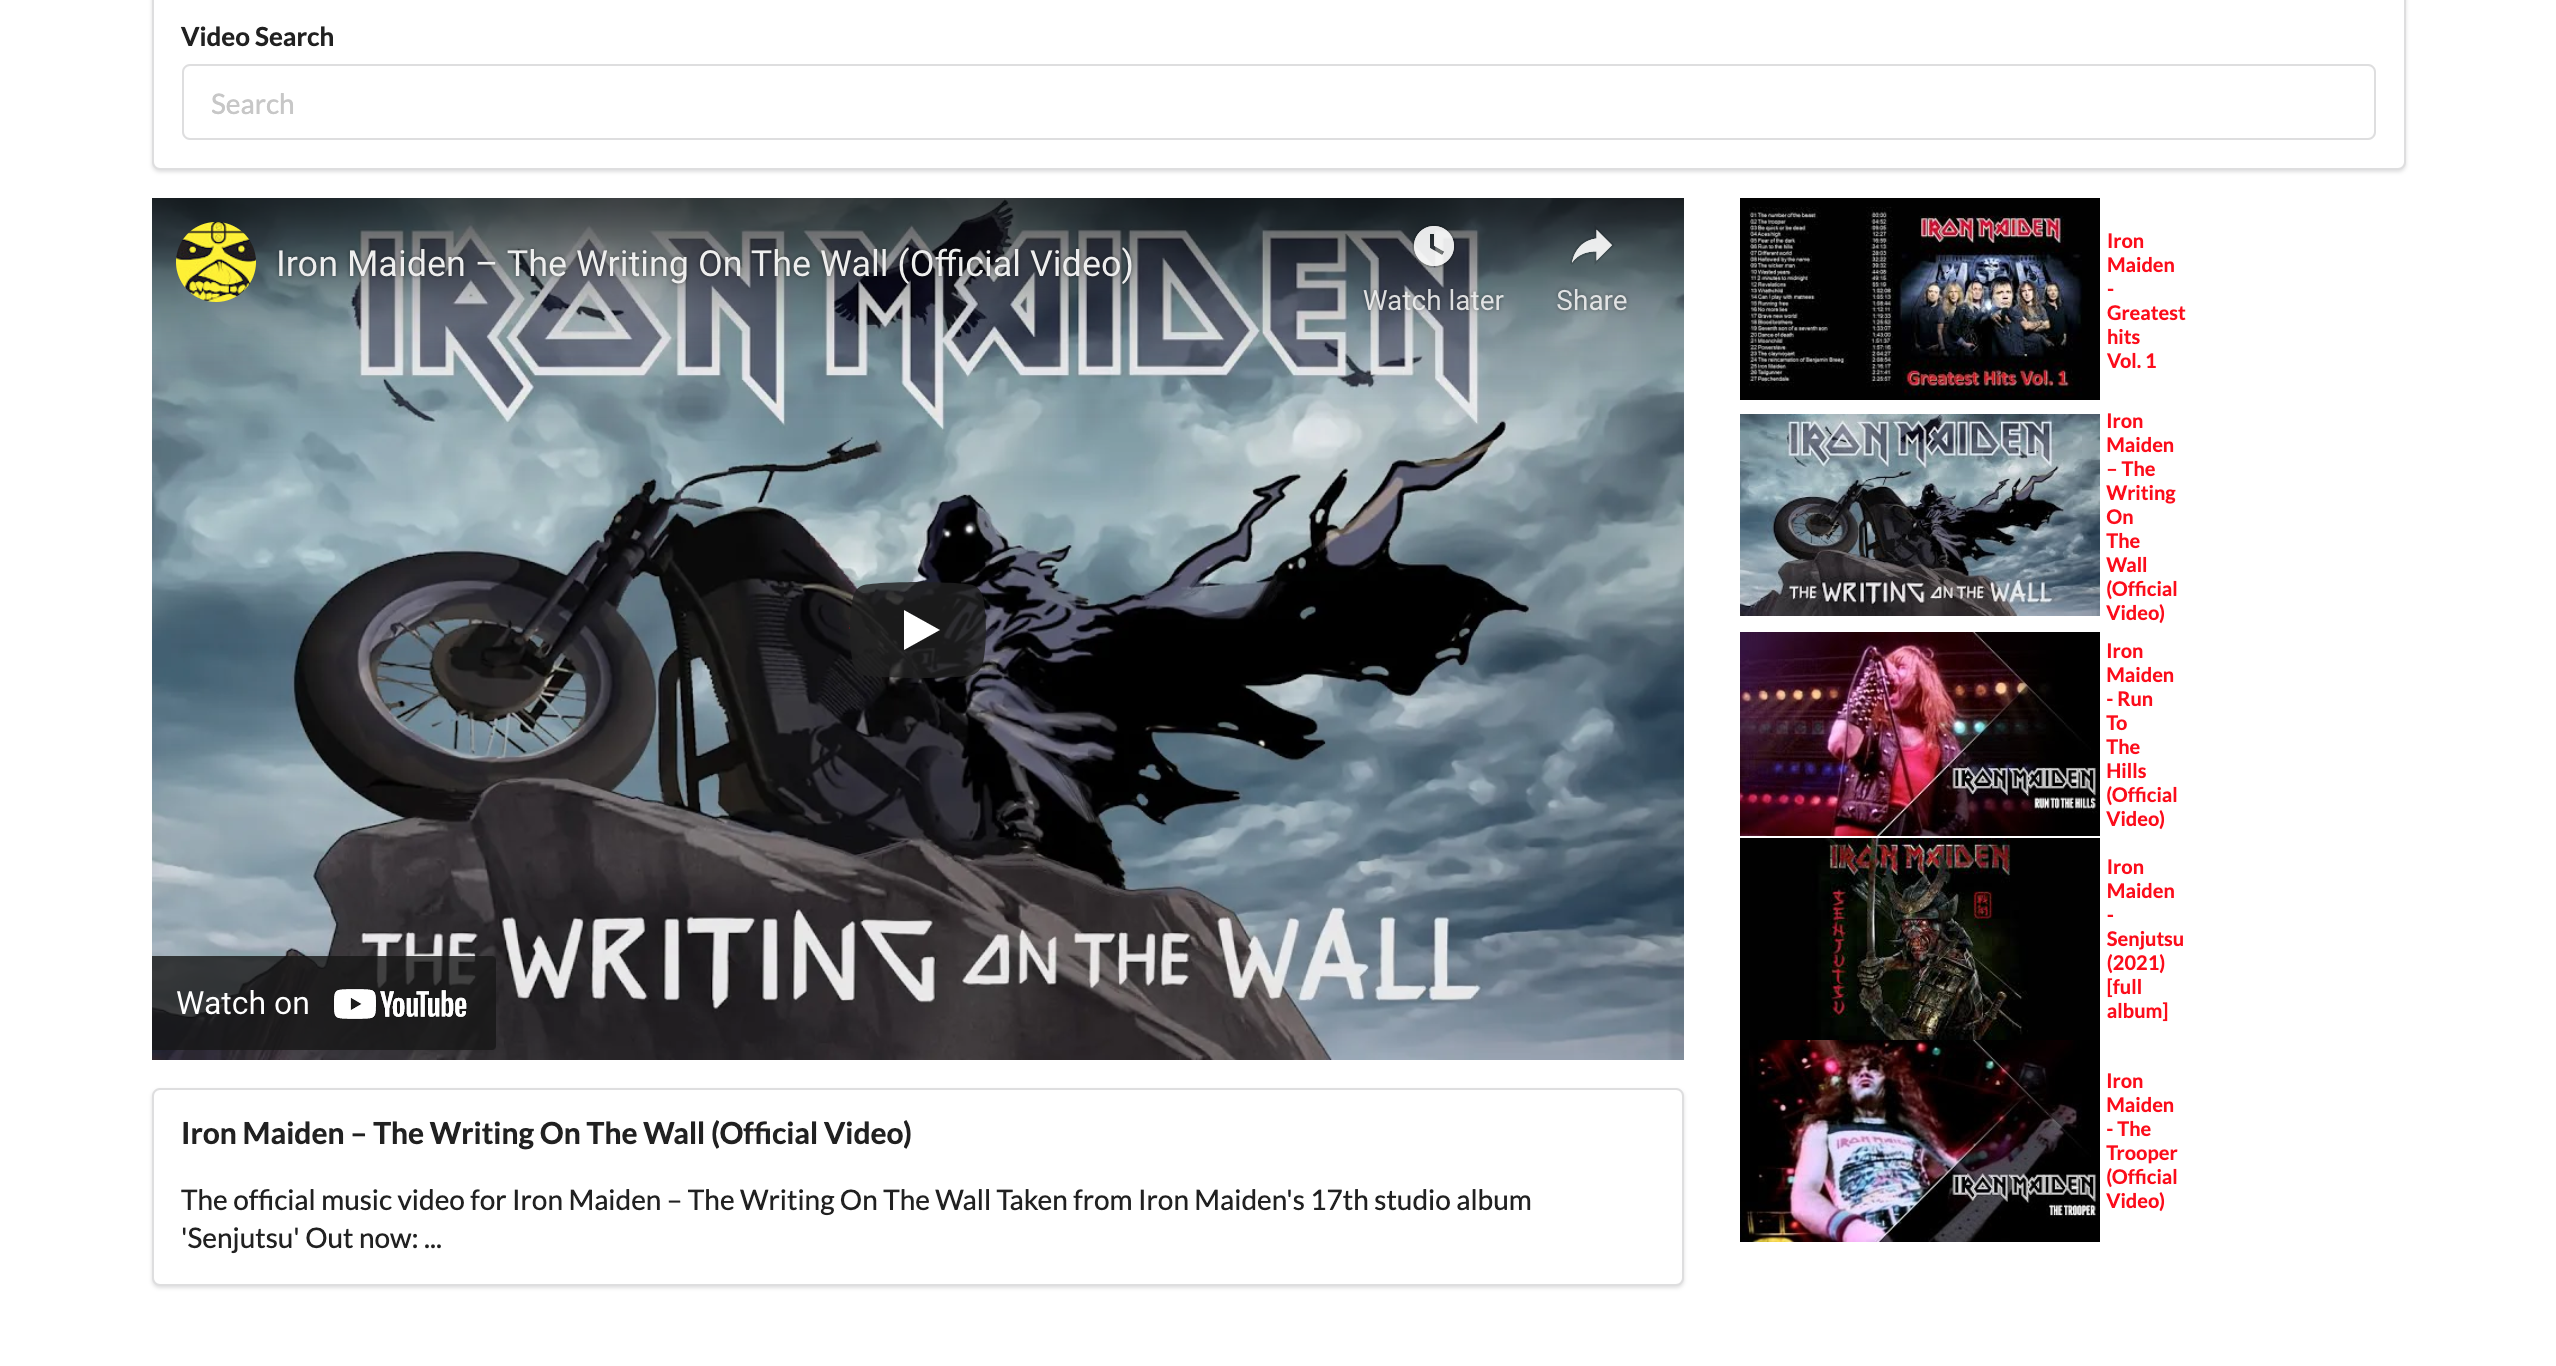 Video Search
Search
Iron Maiden – The Writing On The Wall (Official Video)
Watch later
Share
IRON MAIDEN
THE WRITING ON THE WALL
Watch on YouTube
Iron Maiden – The Writing On The Wall (Official Video)
The official music video for Iron Maiden – The Writing On The Wall Taken from Iron Maiden's 17th studio album
'Senjutsu' Out now: ...
IRON MAIDEN
Greatest Hits Vol. 1
Iron
Maiden
-
Greatest
hits
Vol. 1
IRON MAIDEN
THE WRITING ON THE WALL
Iron
Maiden
– The
Writing
On
The
Wall
(Official
Video)
IRON MAIDEN
RUN TO THE HILLS
Iron
Maiden
- Run
To
The
Hills
(Official
Video)
IRON MAIDEN
SENJUTSU
Iron
Maiden
-
Senjutsu
(2021)
[full
album]
IRON MAIDEN
IRON MAIDEN
THE TROOPER
Iron
Maiden
- The
Trooper
(Official
Video)